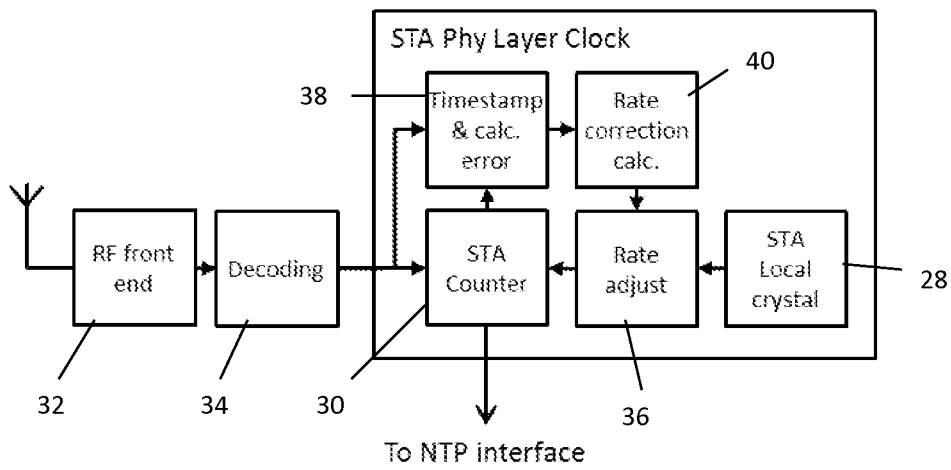 STA Phy Layer Clock
40
38
Timestamp
& calc.
error
Rate
correction
calc.
RF front
end
Decoding
STA
Counter
Rate
adjust
STA
Local
crystal
28
32
34
30
36
To NTP interface